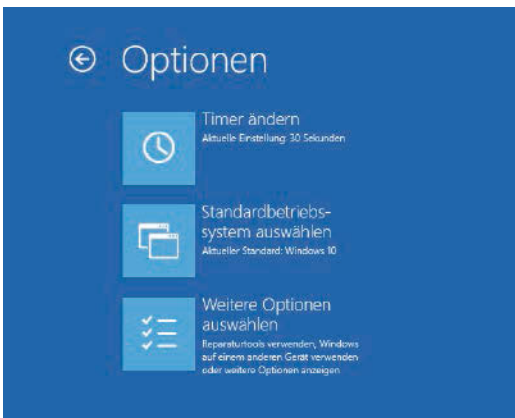 Optionen
Timer ändern
Aktuelle Einstellung: 30 Sekunden
Standardbetriebs-
system auswählen
Aktueller Standard: Windows 10
Weitere Optionen
auswählen
Reparaturtools verwenden, Windows
auf einem anderen Gerät verwenden
oder weitere Optionen anzeigen